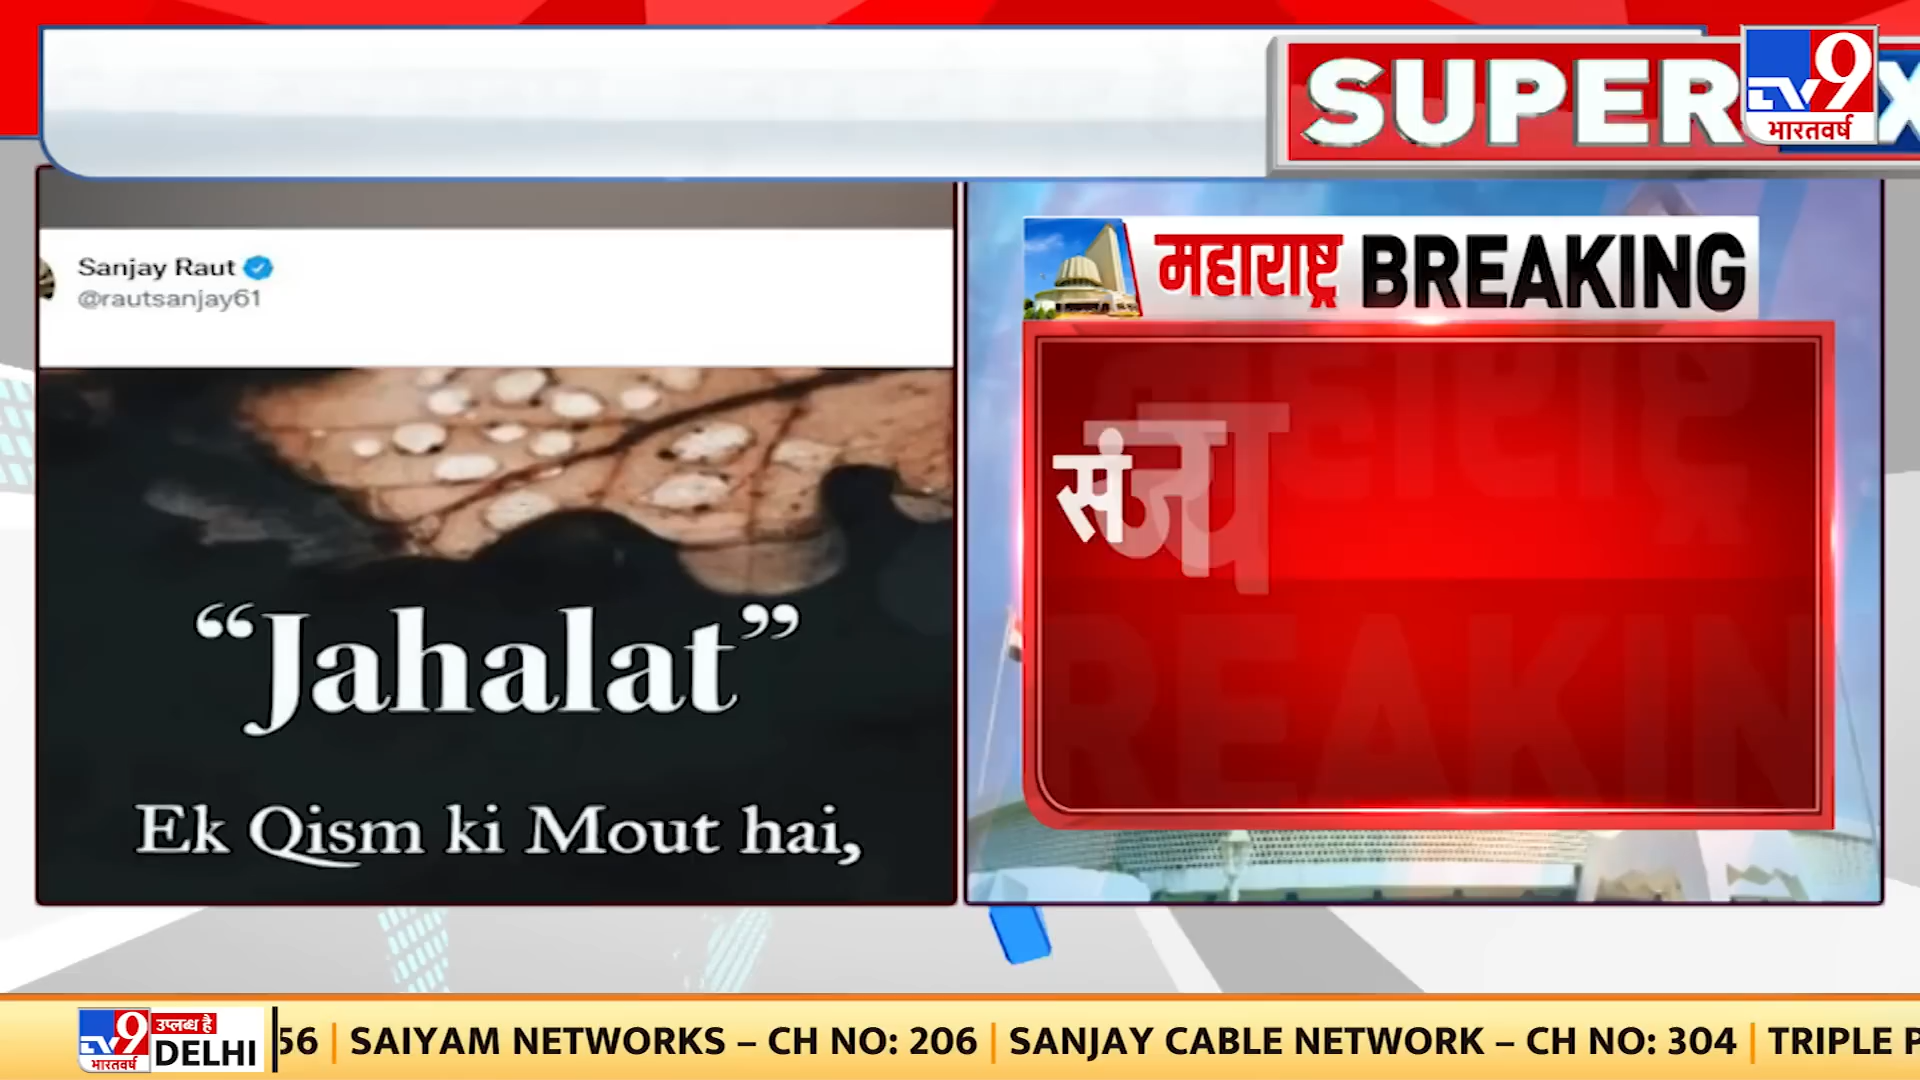 SUPER
TV9
भारतवर्ष
Sanjay Raut
@rautsanjay61
“Jahalat”
Ek Qism ki Mout hai,
महाराष्ट्र BREAKING
संजय
TV9 भारतवर्ष उपलब्ध है DELHI
56 | SAIYAM NETWORKS – CH NO: 206 | SANJAY CABLE NETWORK – CH NO: 304 | TRIPLE P